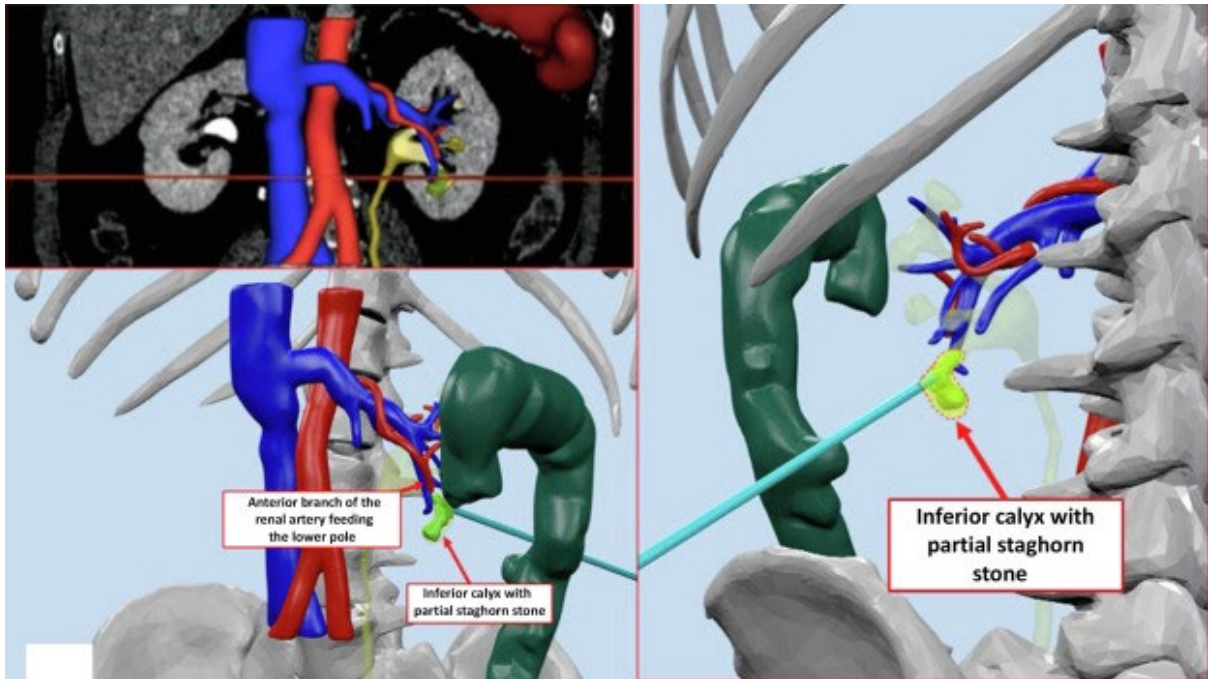 Anterior branch of the
renal artery feeding
the lower pole
Inferior calyx with
partial staghorn stone
Inferior calyx with
partial staghorn
stone